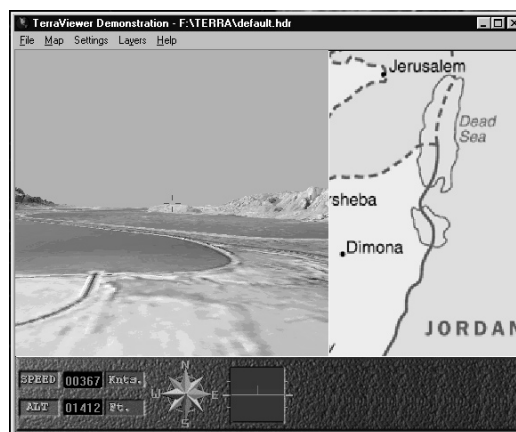 TerraViewer Demonstration - F:\TERRA\default.hdr
File Map Settings Layers Help
Jerusalem
Dead
Sea
rsheba
Dimona
JORDAN
N
W E
S
SPEED 00367 Knts.
ALT 01412 Ft.